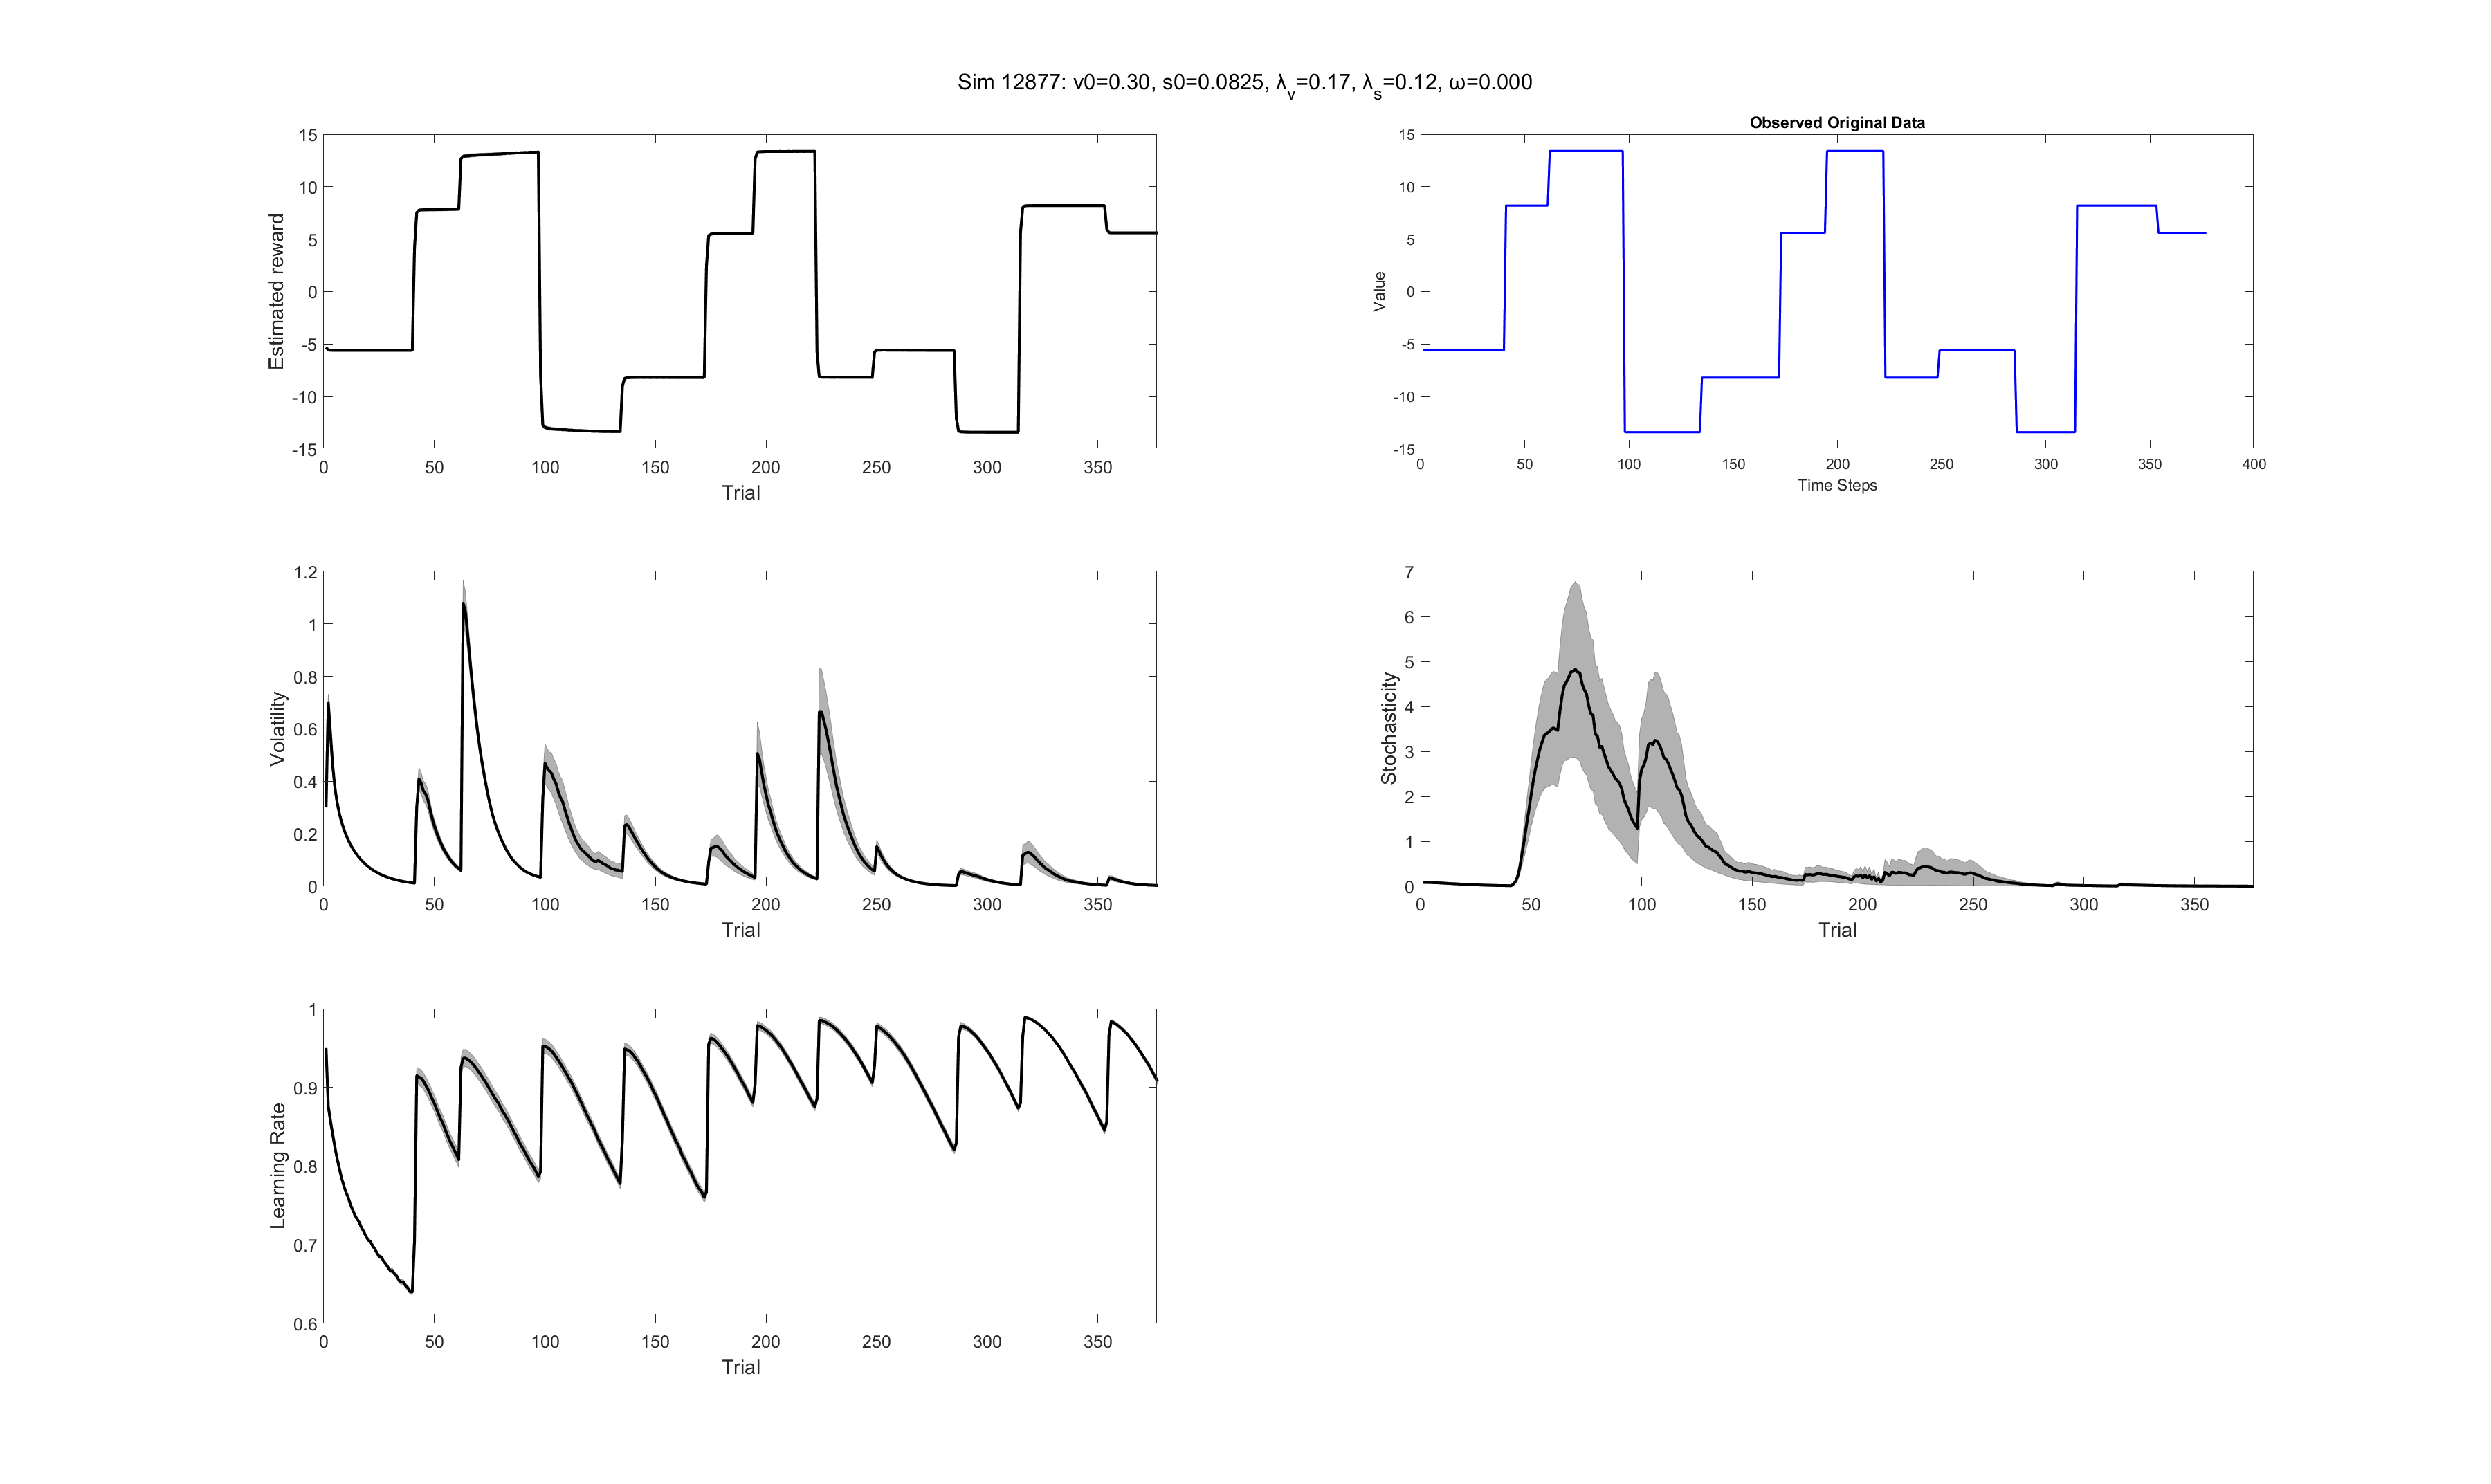 Sim 12877: v0=0.30, s0=0.0825, λv=0.17, λs=0.12, ω=0.000
15
10
5
0
-5
-10
-15
Estimated reward
0 50 100 150 200 250 300 350
Trial
Observed Original Data
15
10
5
0
-5
-10
-15
Value
0 50 100 150 200 250 300 350 400
Time Steps
1.2
1
0.8
0.6
0.4
0.2
0
Volatility
0 50 100 150 200 250 300 350
Trial
7
6
5
4
3
2
1
0
Stochasticity
0 50 100 150 200 250 300 350
Trial
1
0.9
0.8
0.7
0.6
Learning Rate
0 50 100 150 200 250 300 350
Trial